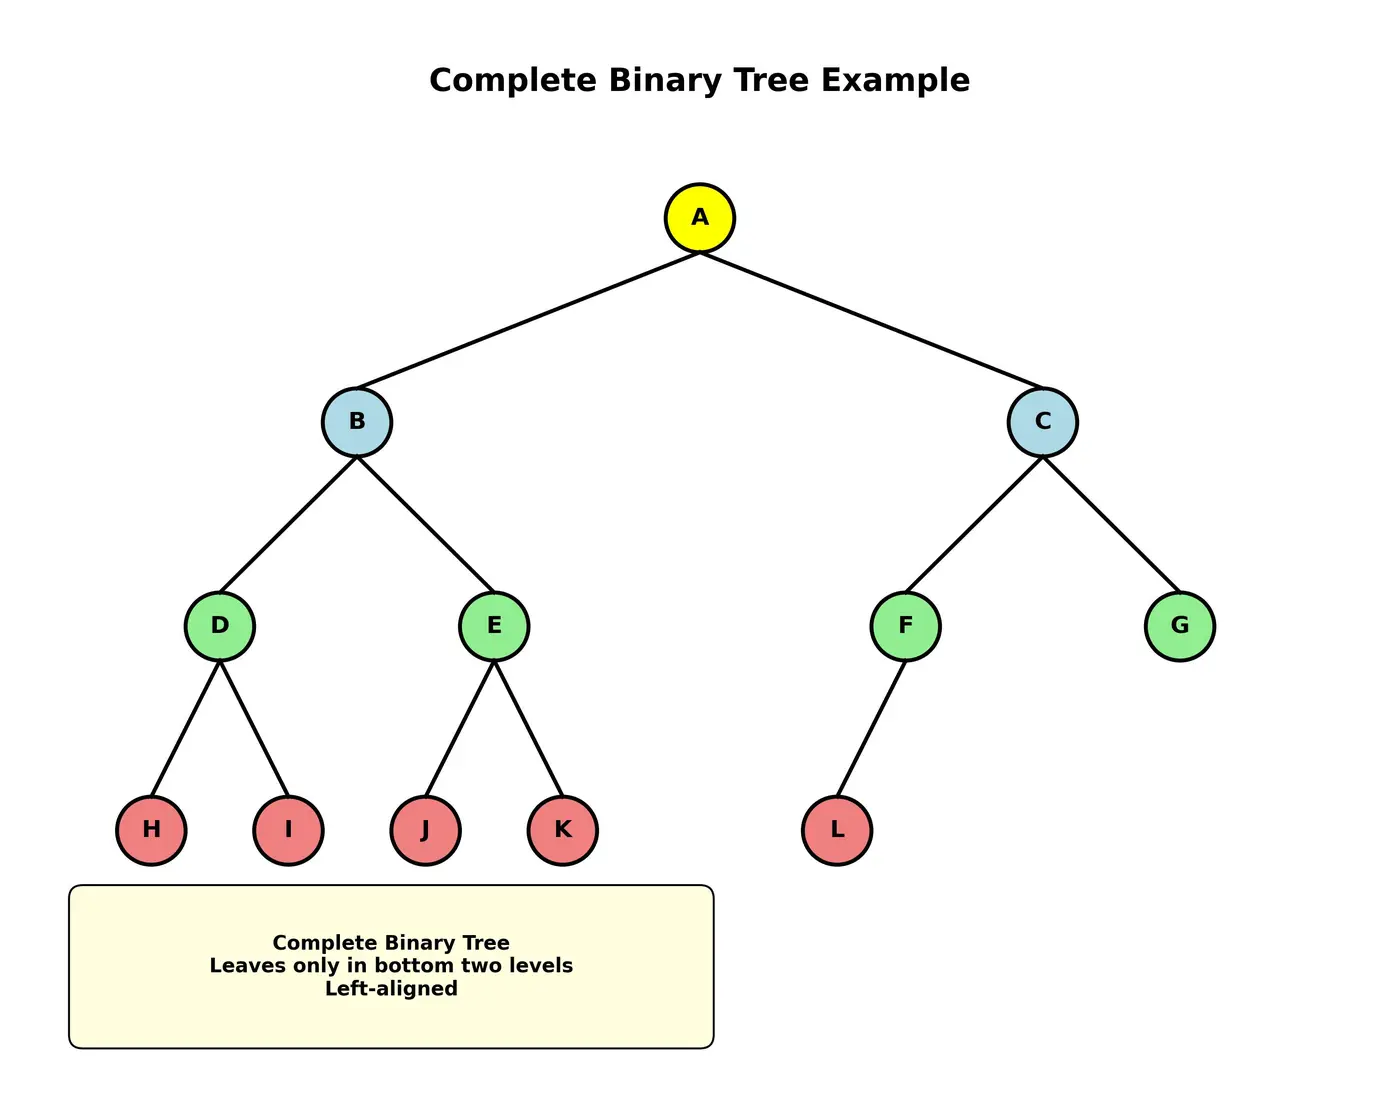 Complete Binary Tree Example
A
B
C
D
E
F
G
H
I
J
K
L
Complete Binary Tree
Leaves only in bottom two levels
Left-aligned